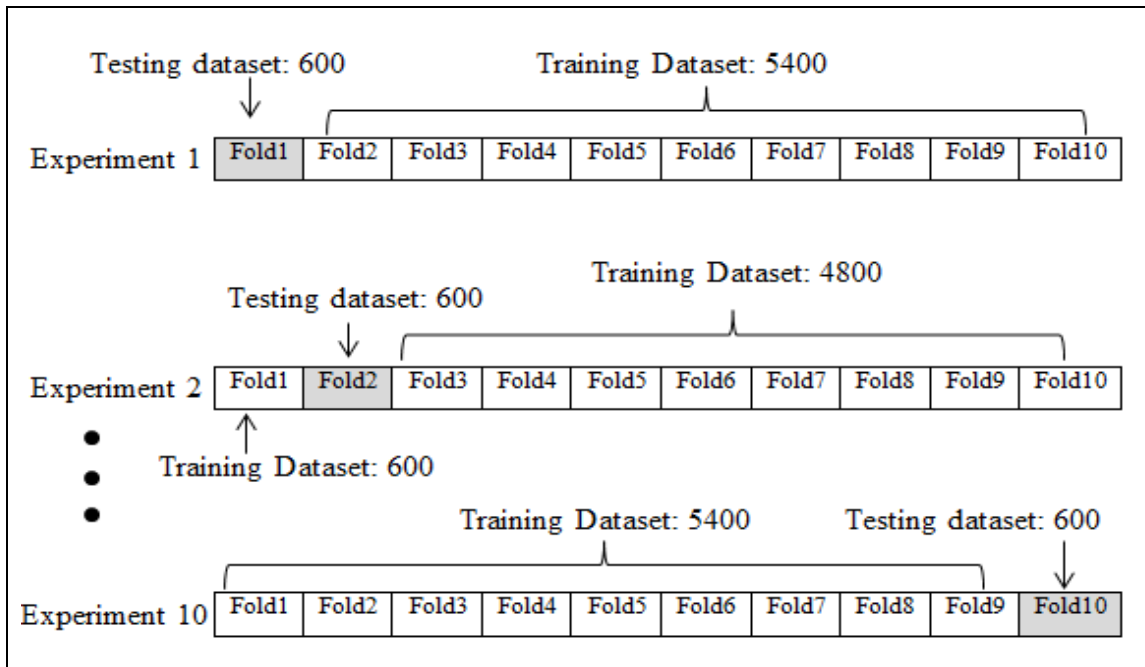 Testing dataset: 600
Training Dataset: 5400
Experiment 1 Fold1 Fold2 Fold3 Fold4 Fold5 Fold6 Fold7 Fold8 Fold9 Fold10
Training Dataset: 4800
Testing dataset: 600
Experiment 2 Fold1 Fold2 Fold3 Fold4 Fold5 Fold6 Fold7 Fold8 Fold9 Fold10
Training Dataset: 600
Training Dataset: 5400
Testing dataset: 600
Experiment 10 Fold1 Fold2 Fold3 Fold4 Fold5 Fold6 Fold7 Fold8 Fold9 Fold10